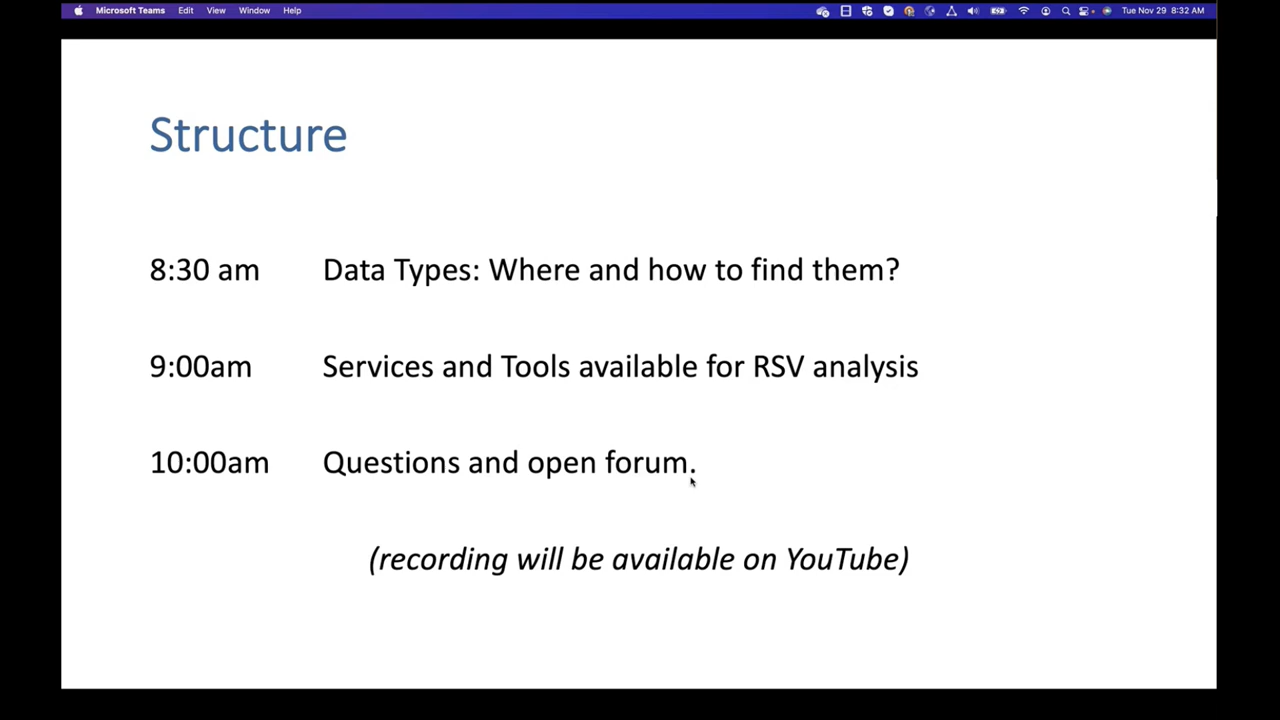 Microsoft Teams Edit View Window Help Tue Nov 29 8:32 AM
Structure
8:30 am Data Types: Where and how to find them?
9:00am Services and Tools available for RSV analysis
10:00am Questions and open forum.
(recording will be available on YouTube)